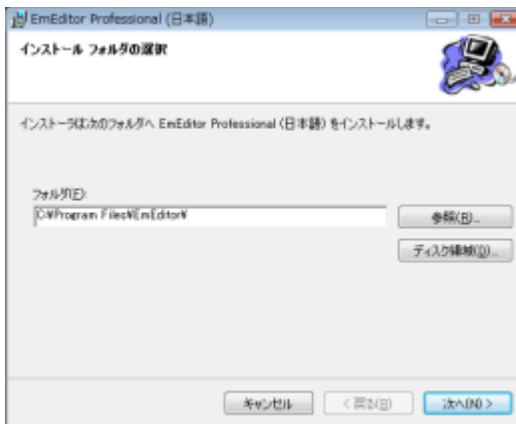 EmEditor Professional (日本語)
インストール フォルダの選択
インストーラは次のフォルダへ EmEditor Professional (日本語) をインストールします。
フォルダ(F):
C:¥Program Files¥EmEditor¥
参照(R)...
ディスク領域(D)...
キャンセル
< 戻る(B)
次へ(N) >